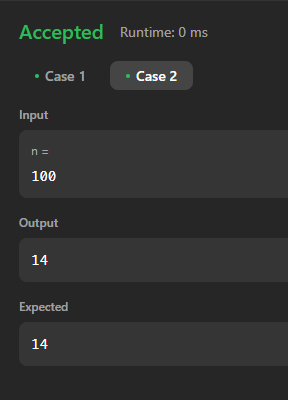 Accepted Runtime: 0 ms
• Case 1 • Case 2
Input
n =
100
Output
14
Expected
14